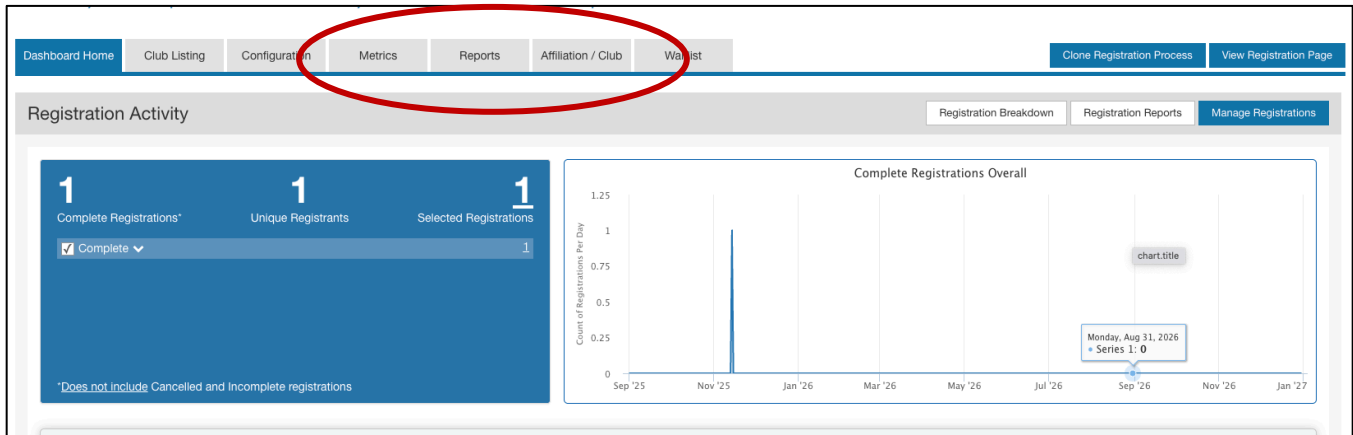 Dashboard Home Club Listing Configuration Metrics Reports Affiliation / Club Waitlist Clone Registration Process View Registration Page
Registration Activity Registration Breakdown Registration Reports Manage Registrations
1 1 1
Complete Registrations* Unique Registrants Selected Registrations
Complete 1
*Does not include Cancelled and Incomplete registrations
Complete Registrations Overall
Count of Registrations Per Day
1.25
1
0.75
0.5
0.25
0
chart.title
Monday, Aug 31, 2026
Series 1: 0
Sep '25 Nov '25 Jan '26 Mar '26 May '26 Jul '26 Sep '26 Nov '26 Jan '27